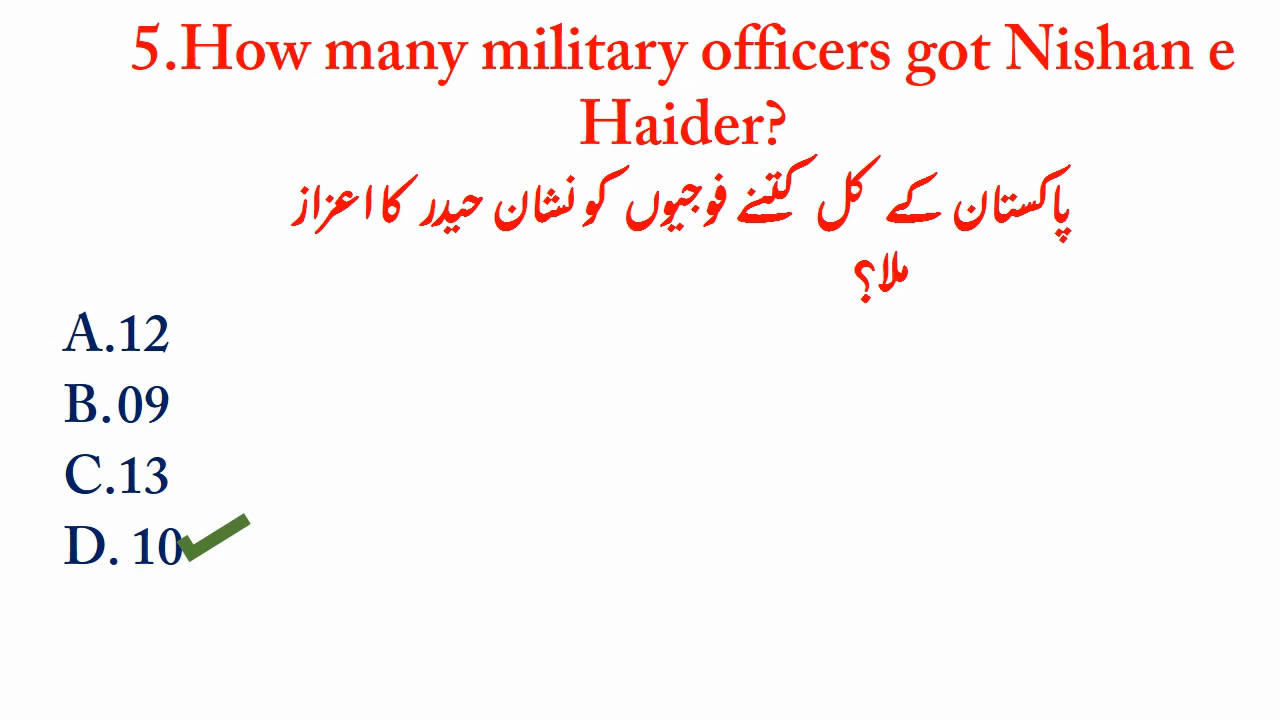 5.How many military officers got Nishan e
Haider?
پاکستان کے کل کتنے فوجیوں کو نشان حیدر کا اعزاز
ملا؟
A.12
B.09
C.13
D. 10